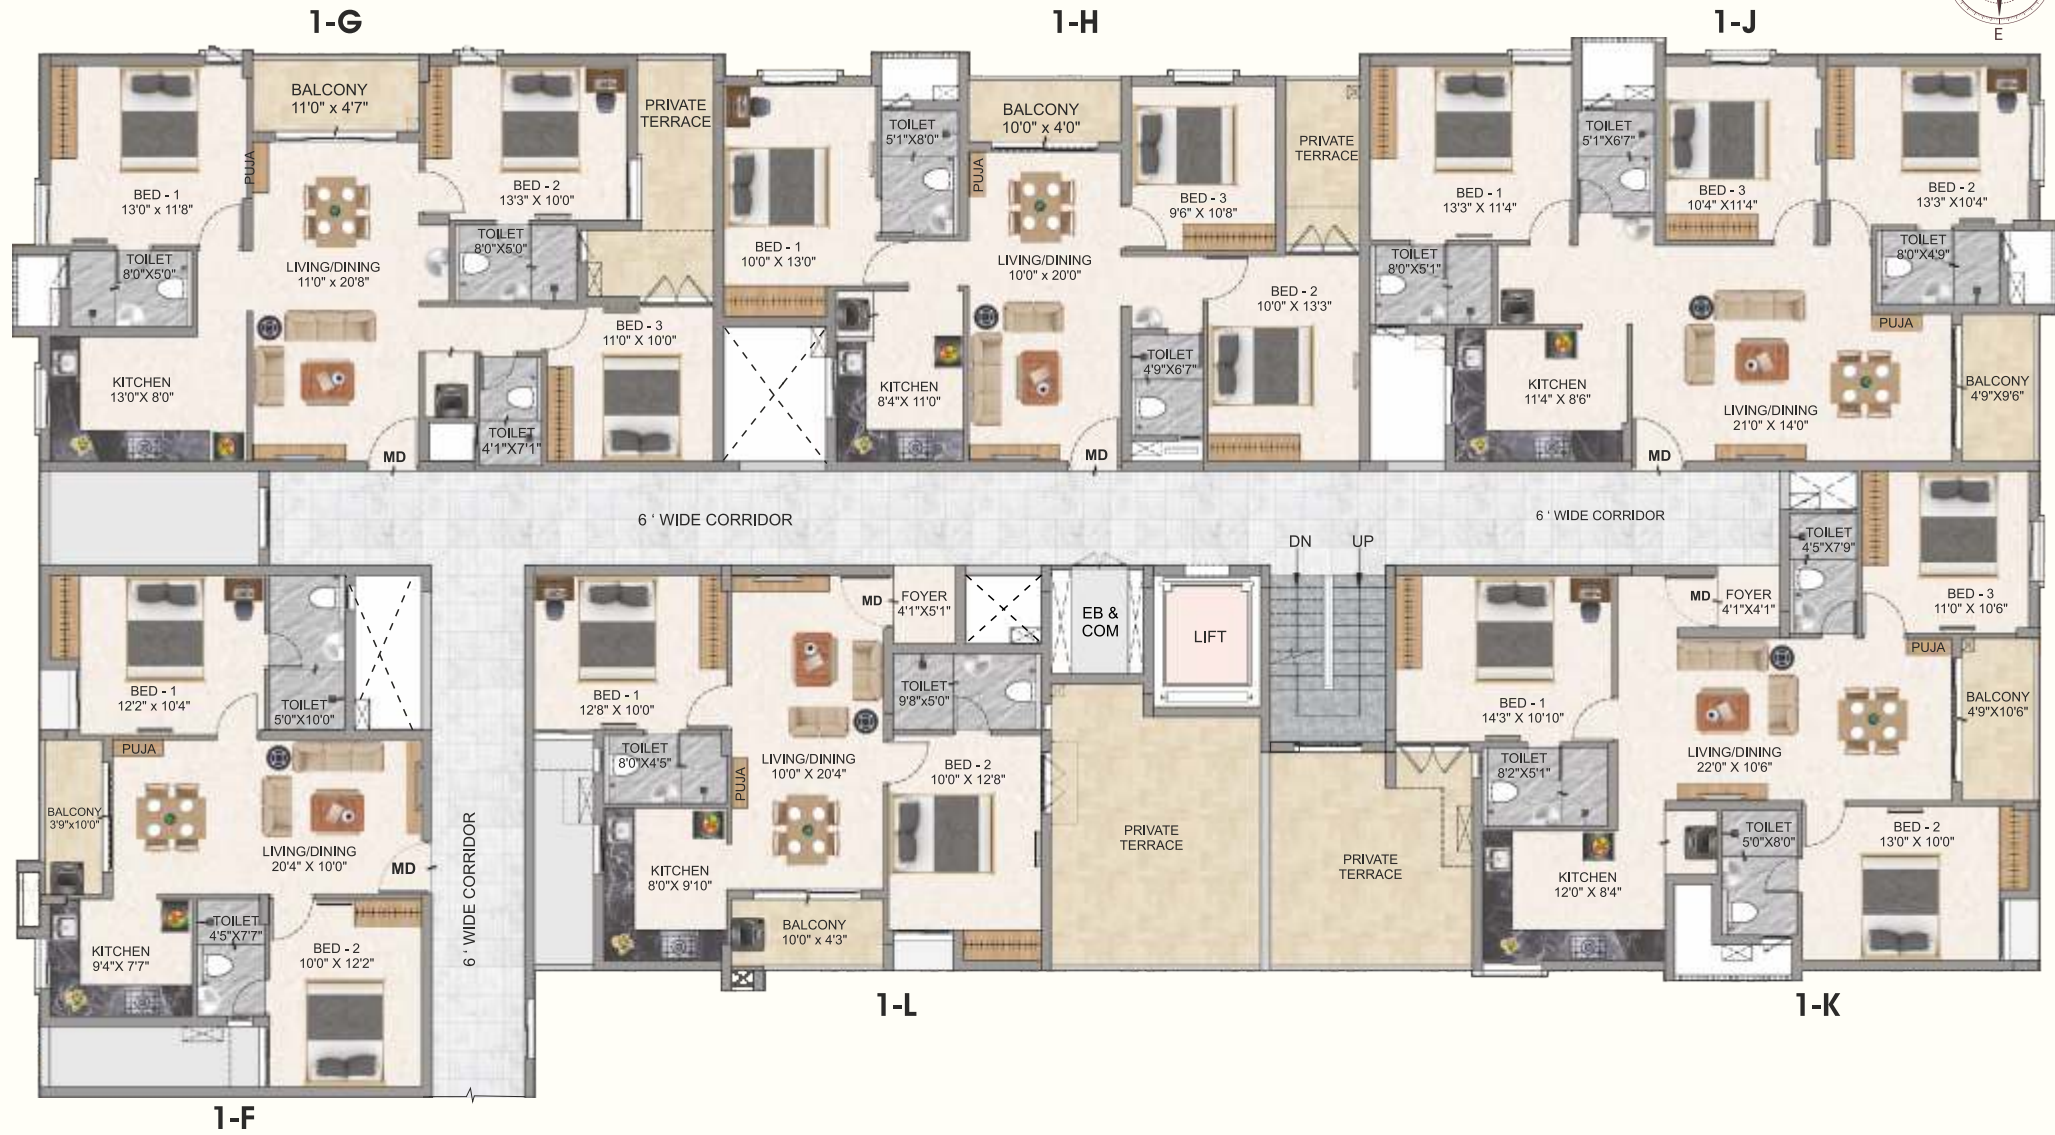 1-G
1-H
1-J
E
BALCONY
11'0" x 4'7"
PRIVATE
TERRACE
PUJA
BED - 1
13'0" x 11'8"
BED - 2
13'3" X 10'0"
TOILET
8'0"X5'0"
TOILET
8'0"X5'0"
LIVING/DINING
11'0" x 20'8"
BED - 3
11'0" X 10'0"
KITCHEN
13'0"X 8'0"
TOILET
4'1"X7'1"
MD
BALCONY
10'0" x 4'0"
TOILET
5'1"X8'0"
PUJA
PRIVATE
TERRACE
BED - 3
9'6" X 10'8"
BED - 1
10'0" X 13'0"
LIVING/DINING
10'0" x 20'0"
BED - 2
10'0" X 13'3"
TOILET
4'9"X6'7"
KITCHEN
8'4"X 11'0"
MD
TOILET
5'1"X6'7"
BED - 1
13'3" X 11'4"
BED - 3
10'4" X11'4"
BED - 2
13'3" X10'4"
TOILET
8'0"X5'1"
TOILET
8'0"X4'9"
PUJA
BALCONY
4'9"X9'6"
KITCHEN
11'4" X 8'6"
LIVING/DINING
21'0" X 14'0"
MD
6 ' WIDE CORRIDOR
6 ' WIDE CORRIDOR
DN
UP
BED - 1
12'2" x 10'4"
TOILET
5'0"X10'0"
PUJA
BALCONY
3'9"x10'0"
LIVING/DINING
20'4" X 10'0"
MD
TOILET
4'5"X7'7"
KITCHEN
9'4"X 7'7"
BED - 2
10'0" X 12'2"
6 ' WIDE CORRIDOR
MD
FOYER
4'1"X5'1"
EB &
COM
LIFT
BED - 1
12'8" X 10'0"
TOILET
9'8"x5'0"
TOILET
8'0"X4'5"
PUJA
LIVING/DINING
10'0" X 20'4"
BED - 2
10'0" X 12'8"
KITCHEN
8'0"X 9'10"
BALCONY
10'0" x 4'3"
PRIVATE
TERRACE
PRIVATE
TERRACE
TOILET
4'5"X7'9"
MD
FOYER
4'1"X4'1"
BED - 3
11'0" X 10'6"
PUJA
BED - 1
14'3" X 10'10"
BALCONY
4'9"X10'6"
LIVING/DINING
22'0" X 10'6"
TOILET
8'2"X5'1"
TOILET
5'0"X8'0"
BED - 2
13'0" X 10'0"
KITCHEN
12'0" X 8'4"
1-L
1-K
1-F